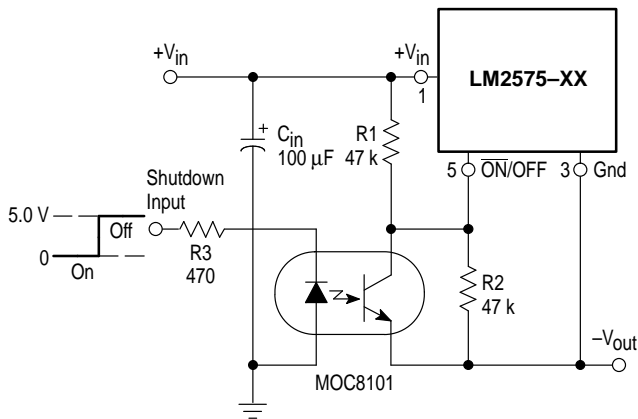 +Vin
+Vin
1
LM2575–XX
Cin
100 µF
R1
47 k
5 ON/OFF 3 Gnd
Shutdown
Input
5.0 V
Off
0
On
R3
470
R2
47 k
–Vout
MOC8101